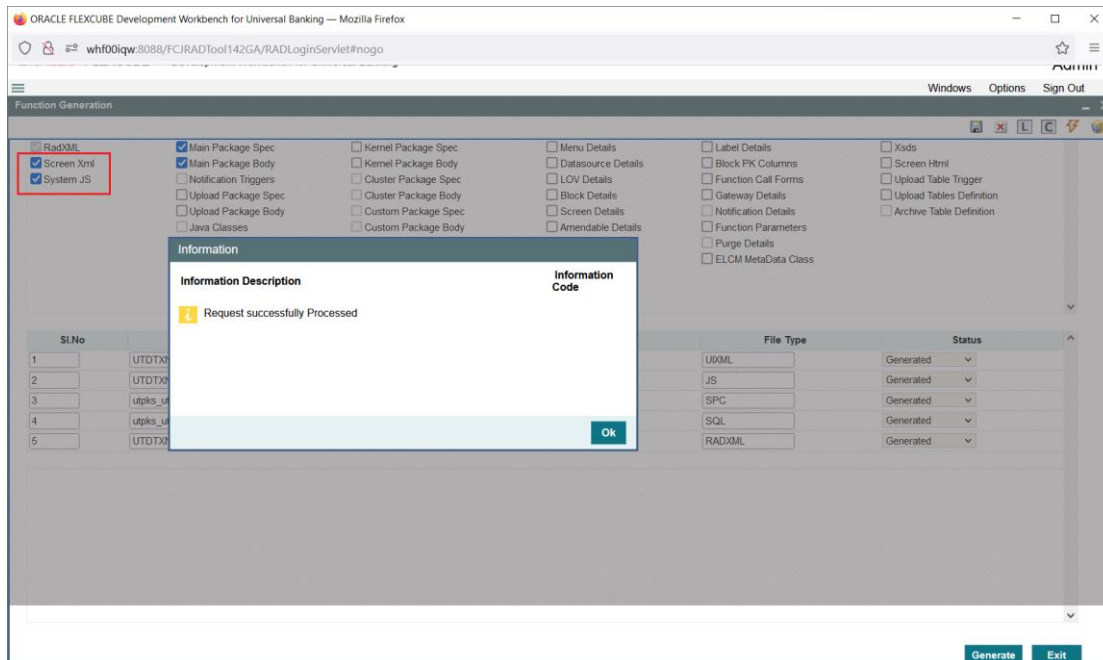 ORACLE FLEXCUBE Development Workbench for Universal Banking — Mozilla Firefox
whf00iqw:8088/FCJRADTool142GA/RADLoginServlet#nogo
Admin
Windows Options Sign Out
Function Generation
L C
RadXML Main Package Spec Kernel Package Spec Menu Details Label Details Xsds
Screen Xml Main Package Body Kernel Package Body Datasource Details Block PK Columns Screen Html
System JS Notification Triggers Cluster Package Spec LOV Details Function Call Forms Upload Table Trigger
Upload Package Spec Cluster Package Body Block Details Gateway Details Upload Tables Definition
Upload Package Body Custom Package Spec Screen Details Notification Details Archive Table Definition
Java Classes Custom Package Body Amendable Details Function Parameters
Purge Details
ELCM MetaData Class
Information
Information Description Information Code
Request successfully Processed
Ok
Sl.No File Type Status
1 UIXML Generated
2 JS Generated
3 SPC Generated
4 SQL Generated
5 RADXML Generated
Generate Exit